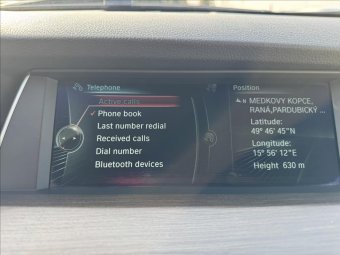 Telephone
Active calls
✓ Phone book
Last number redial
Received calls
Dial number
Bluetooth devices
Position
N MEDKOVY KOPCE,
RANÁ,PARDUBICKÝ ...
Latitude:
49° 46' 45"N
Longitude:
15° 56' 12"E
Height 630 m